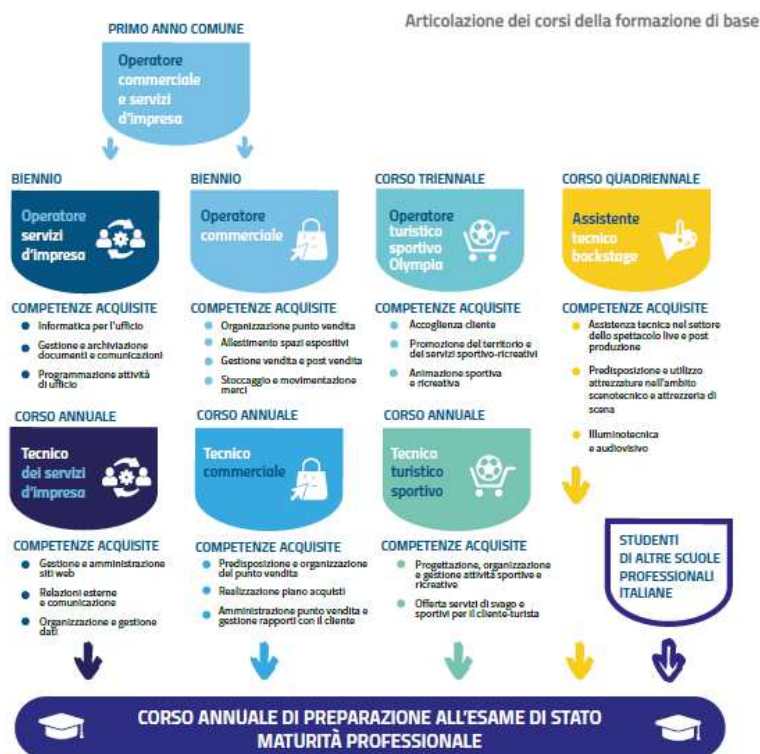 Articolazione dei corsi della formazione di base
PRIMO ANNO COMUNE
Operatore
commerciale
e servizi
d'impresa
BIENNIO
Operatore
servizi
d'impresa
COMPETENZE ACQUISITE
Informatica per l'ufficio
Gestione e archiviazione
documenti e comunicazioni
Programmazione attività
di ufficio
BIENNIO
Operatore
commerciale
COMPETENZE ACQUISITE
Organizzazione punto vendita
Allestimento spazi espositivi
Gestione vendita e post vendita
Stoccaggio e movimentazione
merci
CORSO TRIENNALE
Operatore
turistico
sportivo
Olympia
COMPETENZE ACQUISITE
Accoglienza cliente
Promozione del territorio e
dei servizi sportivo-ricreativi
Animazione sportiva
e ricreativa
CORSO QUADRIENNALE
Assistente
tecnico
backstage
COMPETENZE ACQUISITE
Assistenza tecnica nel settore
dello spettacolo live e post
produzione
Predisposizione e utilizzo
attrezzature nell'ambito
scenotecnico e attrezzeria di
scena
Illuminotecnica
e audiovisivo
CORSO ANNUALE
Tecnico
dei servizi
d'impresa
COMPETENZE ACQUISITE
Gestione e amministrazione
siti web
Relazioni esterne
e comunicazione
Organizzazione e gestione
dati
CORSO ANNUALE
Tecnico
commerciale
COMPETENZE ACQUISITE
Predisposizione e organizzazione
del punto vendita
Realizzazione piano acquisti
Amministrazione punto vendita e
gestione rapporti con il cliente
CORSO ANNUALE
Tecnico
turistico
sportivo
COMPETENZE ACQUISITE
Progettazione, organizzazione
e gestione attività sportive e
ricreative
Offerta servizi di svago e
sportivi per il cliente-turista
STUDENTI
DI ALTRE SCUOLE
PROFESSIONALI
ITALIANE
CORSO ANNUALE DI PREPARAZIONE ALL'ESAME DI STATO
MATURITÀ PROFESSIONALE